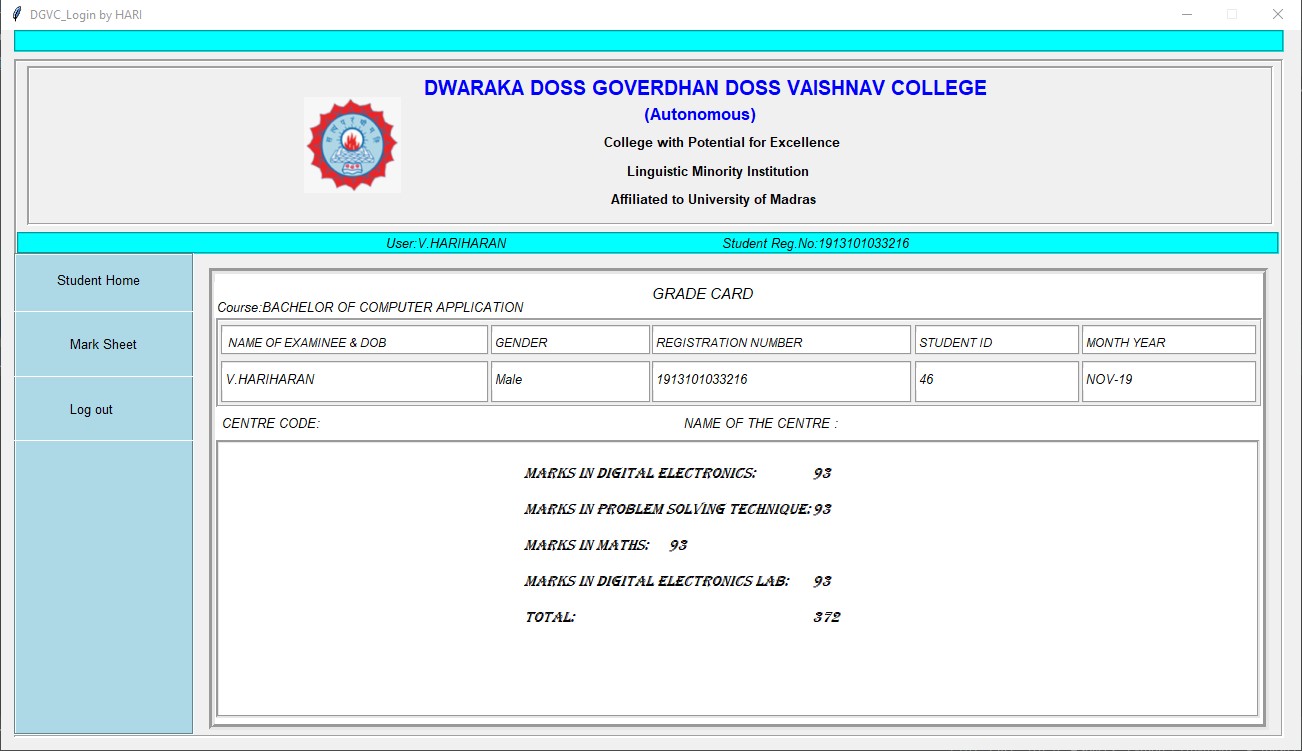 DGVC_Login by HARI
DWARAKA DOSS GOVERDHAN DOSS VAISHNAV COLLEGE
(Autonomous)
College with Potential for Excellence
Linguistic Minority Institution
Affiliated to University of Madras
User:V.HARIHARAN Student Reg.No:1913101033216
Student Home
Mark Sheet
Log out
GRADE CARD
Course:BACHELOR OF COMPUTER APPLICATION
NAME OF EXAMINEE & DOB GENDER REGISTRATION NUMBER STUDENT ID MONTH YEAR
V.HARIHARAN Male 1913101033216 46 NOV-19
CENTRE CODE: NAME OF THE CENTRE :
MARKS IN DIGITAL ELECTRONICS: 93
MARKS IN PROBLEM SOLVING TECHNIQUE: 93
MARKS IN MATHS: 93
MARKS IN DIGITAL ELECTRONICS LAB: 93
TOTAL: 372